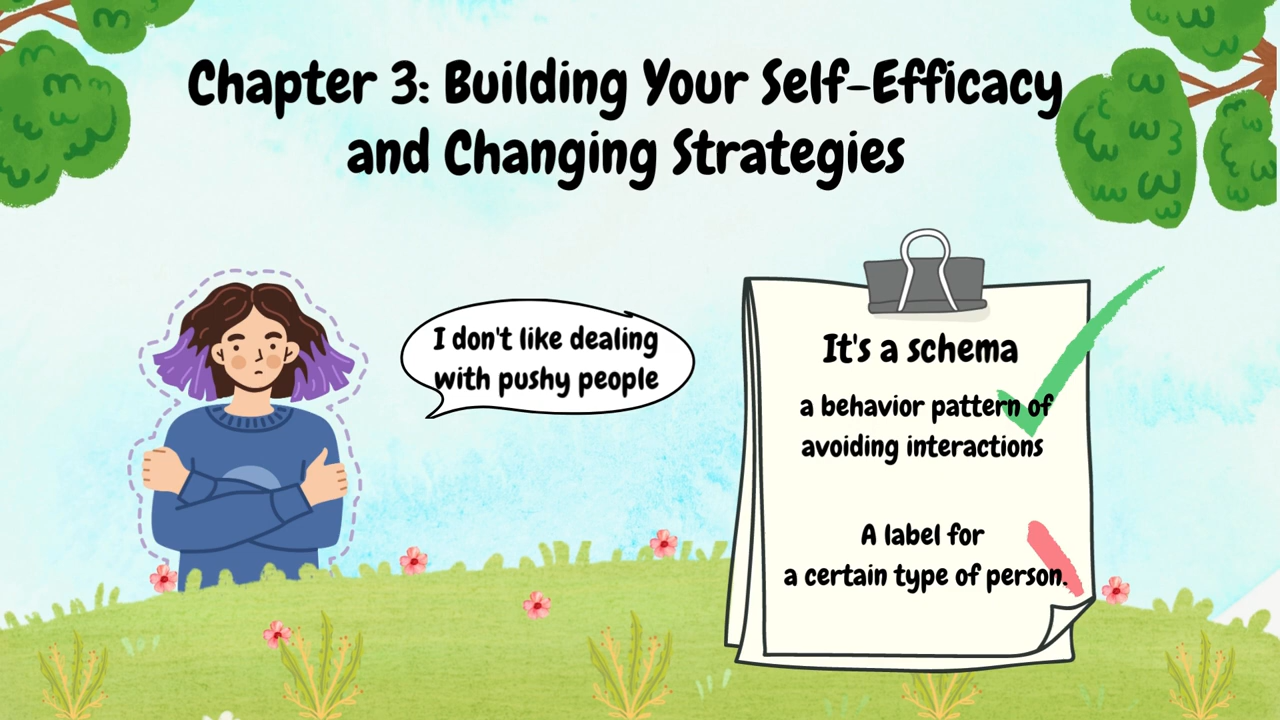 Chapter 3: Building Your Self-Efficacy
and Changing Strategies
I don't like dealing
with pushy people
It's a schema
a behavior pattern of
avoiding interactions
A label for
a certain type of person.